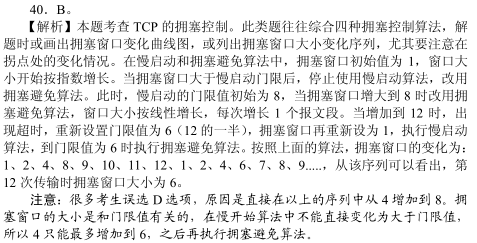 40．B。
【解析】本题考查 TCP 的拥塞控制。此类题往往综合四种拥塞控制算法，解
题时或画出拥塞窗口变化曲线图，或列出拥塞窗口大小变化序列，尤其要注意在
拐点处的变化情况。在慢启动和拥塞避免算法中，拥塞窗口初始值为 1，窗口大
小开始按指数增长。当拥塞窗口大于慢启动门限后，停止使用慢启动算法，改用
拥塞避免算法。此时，慢启动的门限值初始为 8，当拥塞窗口增大到 8 时改用拥
塞避免算法，窗口大小按线性增长，每次增长 1 个报文段。当增加到 12 时，出
现超时，重新设置门限值为 6（12 的一半），拥塞窗口再重新设为 1，执行慢启动
算法，到门限值为 6 时执行拥塞避免算法。按照上面的算法，拥塞窗口的变化为：
1、2、4、8、9、10、11、12、1、2、4、6、7、8、9.....，从该序列可以看出，第
12 次传输时拥塞窗口大小为 6。
注意：很多考生误选 D 选项，原因是直接在以上的序列中从 4 增加到 8。拥
塞窗口的大小是和门限值有关的，在慢开始算法中不能直接变化为大于门限值，
所以 4 只能最多增加到 6，之后再执行拥塞避免算法。